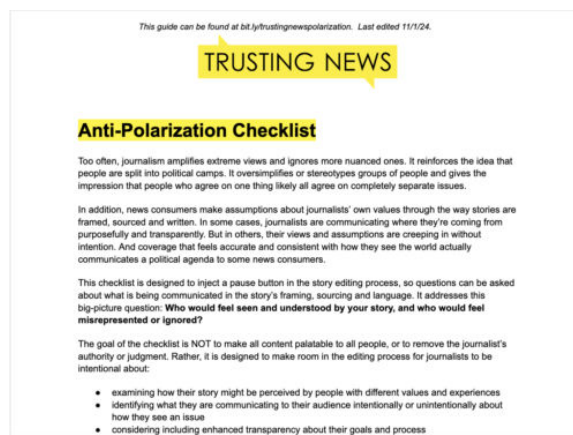 This guide can be found at bit.ly/trustingnewspolarization. Last edited 11/1/24.
TRUSTING NEWS
Anti-Polarization Checklist
Too often, journalism amplifies extreme views and ignores more nuanced ones. It reinforces the idea that
people are split into political camps. It oversimplifies or stereotypes groups of people and gives the
impression that people who agree on one thing likely all agree on completely separate issues.
In addition, news consumers make assumptions about journalists' own values through the way stories are
framed, sourced and written. In some cases, journalists are communicating where they're coming from
purposefully and transparently. But in others, their views and assumptions are creeping in without
intention. And coverage that feels accurate and consistent with how they see the world actually
communicates a political agenda to some news consumers.
This checklist is designed to inject a pause button in the story editing process, so questions can be asked
about what is being communicated in the story's framing, sourcing and language. It addresses this
big-picture question: Who would feel seen and understood by your story, and who would feel
misrepresented or ignored?
The goal of the checklist is NOT to make all content palatable to all people, or to remove the journalist's
authority or judgment. Rather, it is designed to make room in the editing process for journalists to be
intentional about:
● examining how their story might be perceived by people with different values and experiences
● identifying what they are communicating to their audience intentionally or unintentionally about
how they see an issue
● considering including enhanced transparency about their goals and process